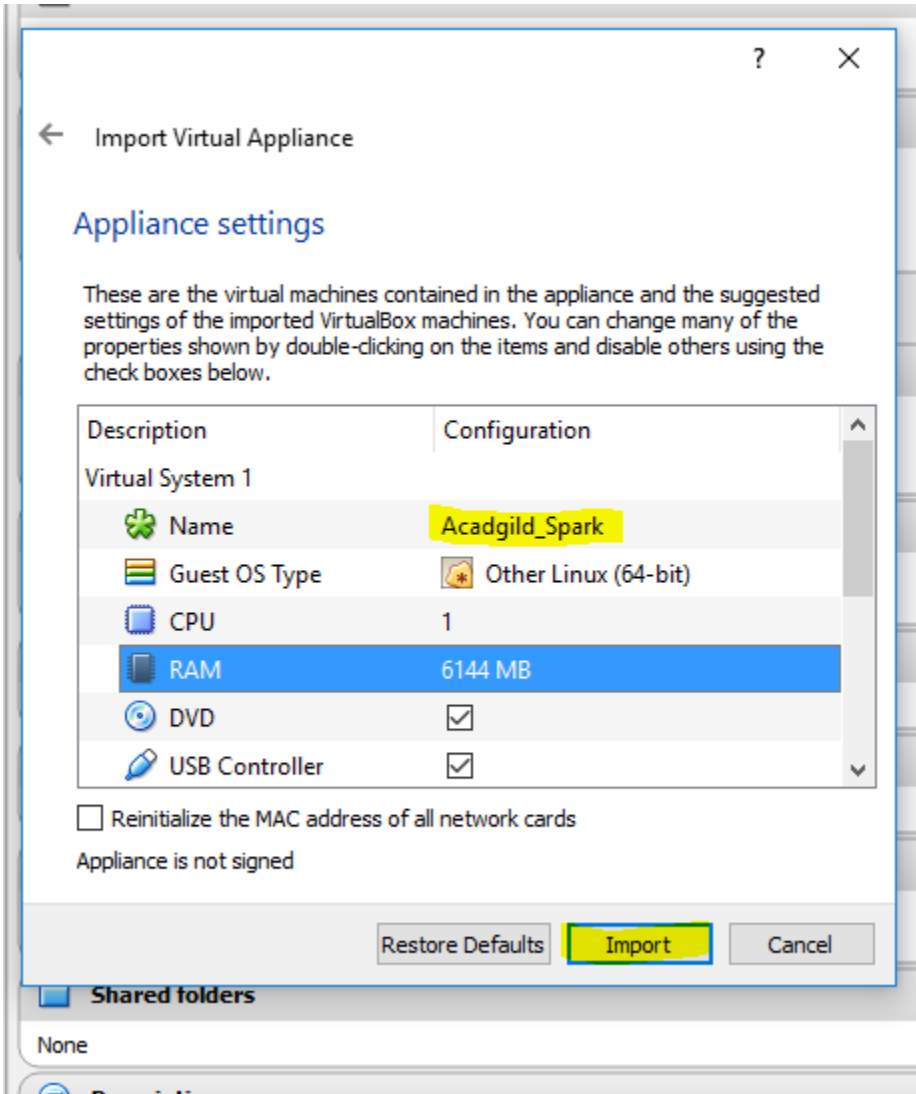 ?
Import Virtual Appliance
Appliance settings
These are the virtual machines contained in the appliance and the suggested
settings of the imported VirtualBox machines. You can change many of the
properties shown by double-clicking on the items and disable others using the
check boxes below.
Description Configuration
Virtual System 1
Name Acadgild_Spark
Guest OS Type Other Linux (64-bit)
CPU 1
RAM 6144 MB
DVD
USB Controller
Reinitialize the MAC address of all network cards
Appliance is not signed
Restore Defaults Import Cancel
Shared folders
None